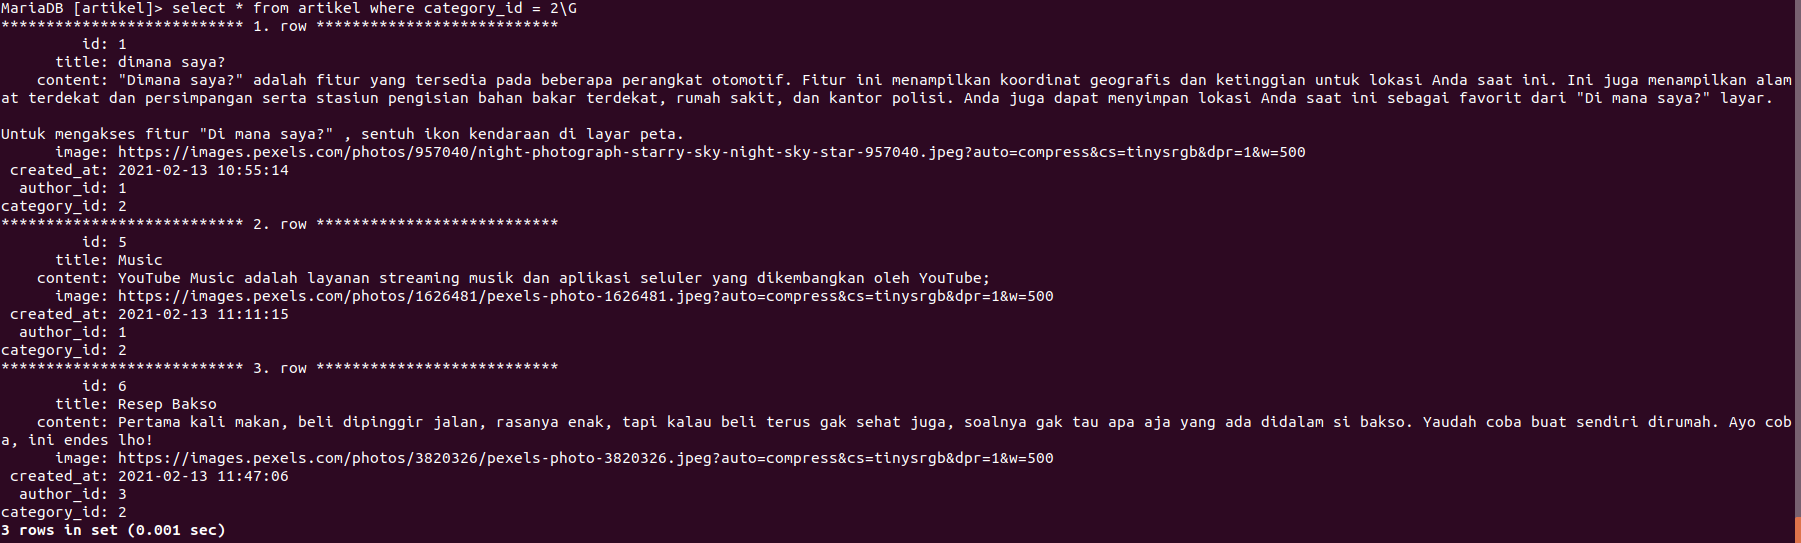 MariaDB [artikel]> select * from artikel where category_id = 2\G
*************************** 1. row ***************************
         id: 1
      title: dimana saya?
    content: "Dimana saya?" adalah fitur yang tersedia pada beberapa perangkat otomotif. Fitur ini menampilkan koordinat geografis dan ketinggian untuk lokasi Anda saat ini. Ini juga menampilkan alam
at terdekat dan persimpangan serta stasiun pengisian bahan bakar terdekat, rumah sakit, dan kantor polisi. Anda juga dapat menyimpan lokasi Anda saat ini sebagai favorit dari "Di mana saya?" layar.

Untuk mengakses fitur "Di mana saya?" , sentuh ikon kendaraan di layar peta.
      image: https://images.pexels.com/photos/957040/night-photograph-starry-sky-night-sky-star-957040.jpeg?auto=compress&cs=tinysrgb&dpr=1&w=500
 created_at: 2021-02-13 10:55:14
  author_id: 1
category_id: 2
*************************** 2. row ***************************
         id: 5
      title: Music
    content: YouTube Music adalah layanan streaming musik dan aplikasi seluler yang dikembangkan oleh YouTube;
      image: https://images.pexels.com/photos/1626481/pexels-photo-1626481.jpeg?auto=compress&cs=tinysrgb&dpr=1&w=500
 created_at: 2021-02-13 11:11:15
  author_id: 1
category_id: 2
*************************** 3. row ***************************
         id: 6
      title: Resep Bakso
    content: Pertama kali makan, beli dipinggir jalan, rasanya enak, tapi kalau beli terus gak sehat juga, soalnya gak tau apa aja yang ada didalam si bakso. Yaudah coba buat sendiri dirumah. Ayo cob
a, ini endes lho!
      image: https://images.pexels.com/photos/3820326/pexels-photo-3820326.jpeg?auto=compress&cs=tinysrgb&dpr=1&w=500
 created_at: 2021-02-13 11:47:06
  author_id: 3
category_id: 2
3 rows in set (0.001 sec)